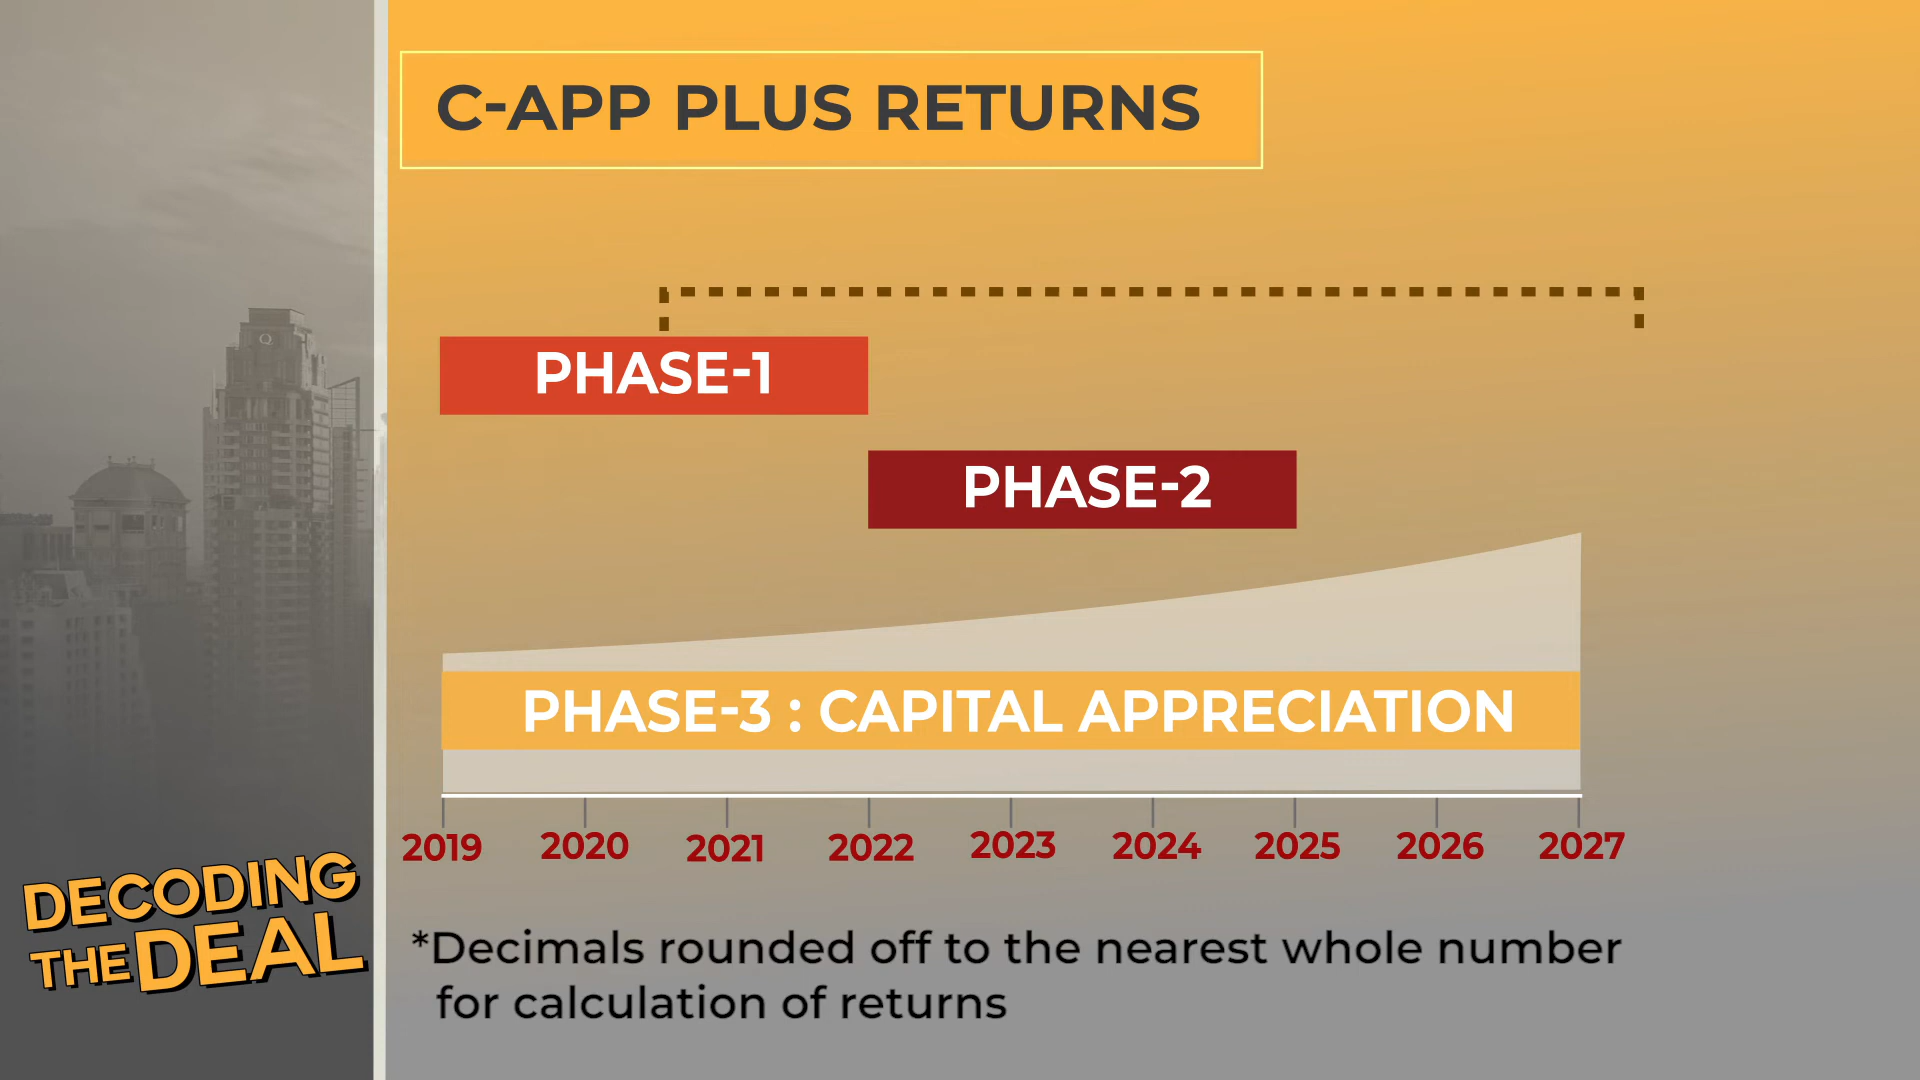 C-APP PLUS RETURNS
PHASE-1
PHASE-2
PHASE-3 : CAPITAL APPRECIATION
2019 2020 2021 2022 2023 2024 2025 2026 2027
*Decimals rounded off to the nearest whole number
for calculation of returns
DECODING
THE DEAL
Q